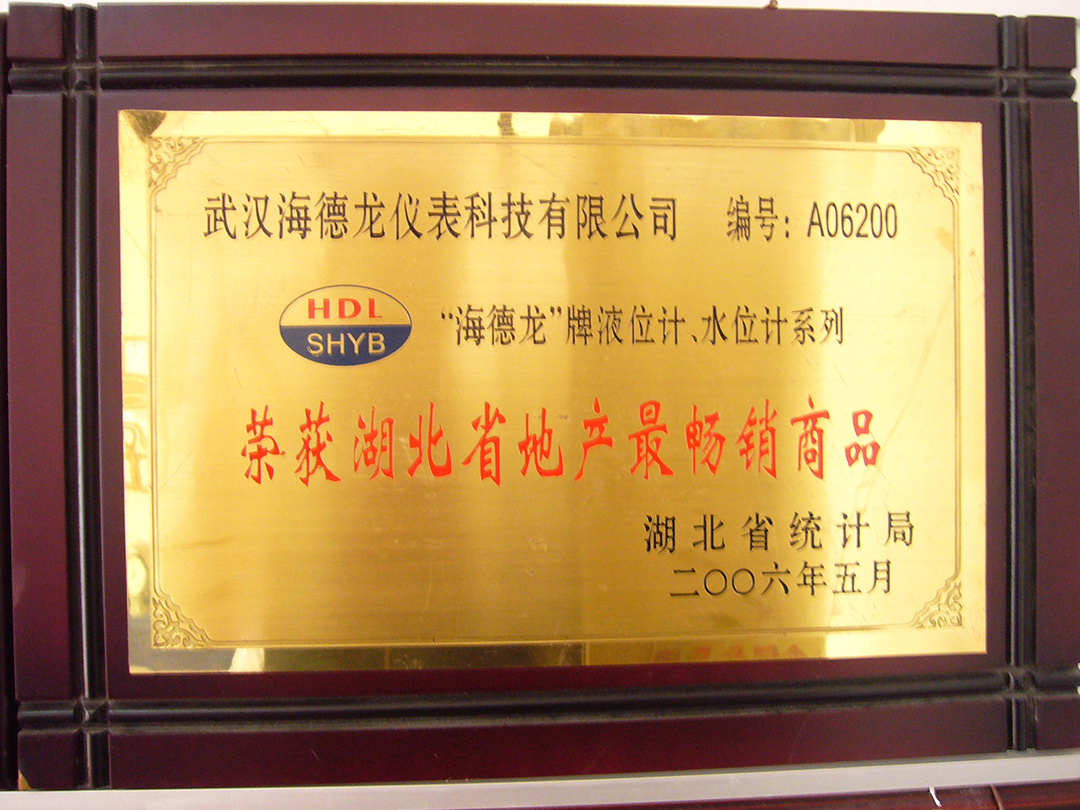 武汉海德龙仪表科技有限公司 编号：A06200
HDL
SHYB
“海德龙”牌液位计、水位计系列
荣获湖北省地产最畅销商品
湖北省统计局
二〇〇六年五月